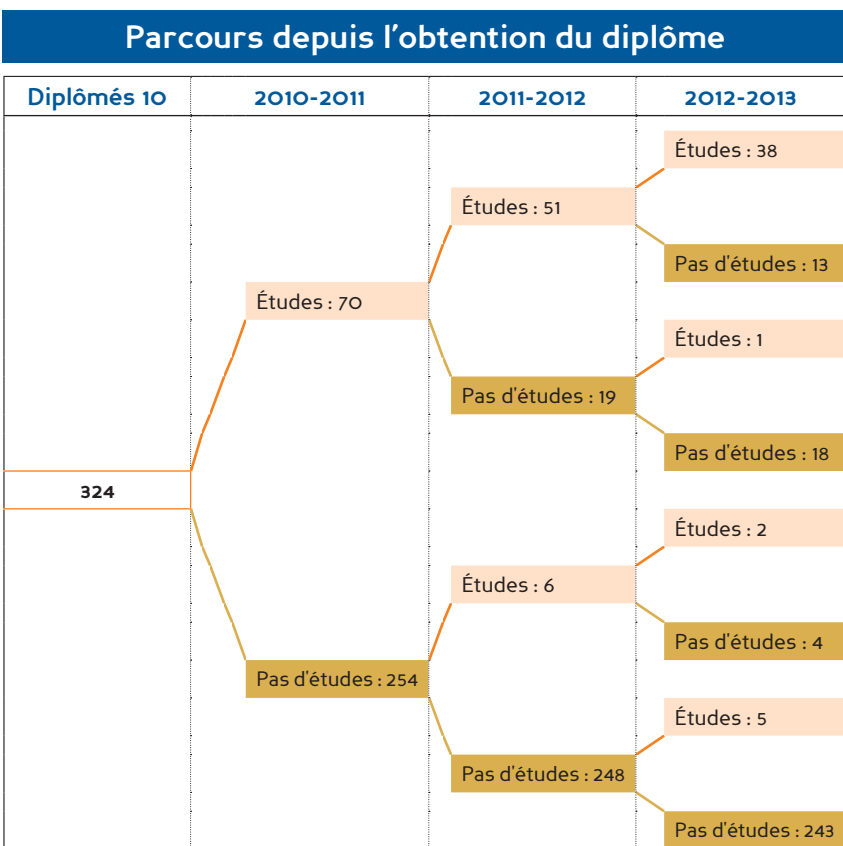 Parcours depuis l'obtention du diplôme
Diplômés 10 2010-2011 2011-2012 2012-2013
Études : 38
Études : 51
Pas d'études : 13
Études : 70
Études : 1
Pas d'études : 19
Pas d'études : 18
324
Études : 2
Études : 6
Pas d'études : 4
Pas d'études : 254
Études : 5
Pas d'études : 248
Pas d'études : 243